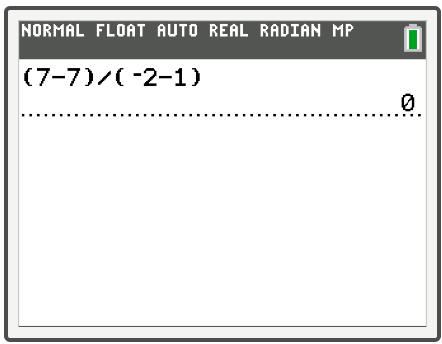 NORMAL FLOAT AUTO REAL RADIAN MP
(7-7)/(⁻2-1)
0